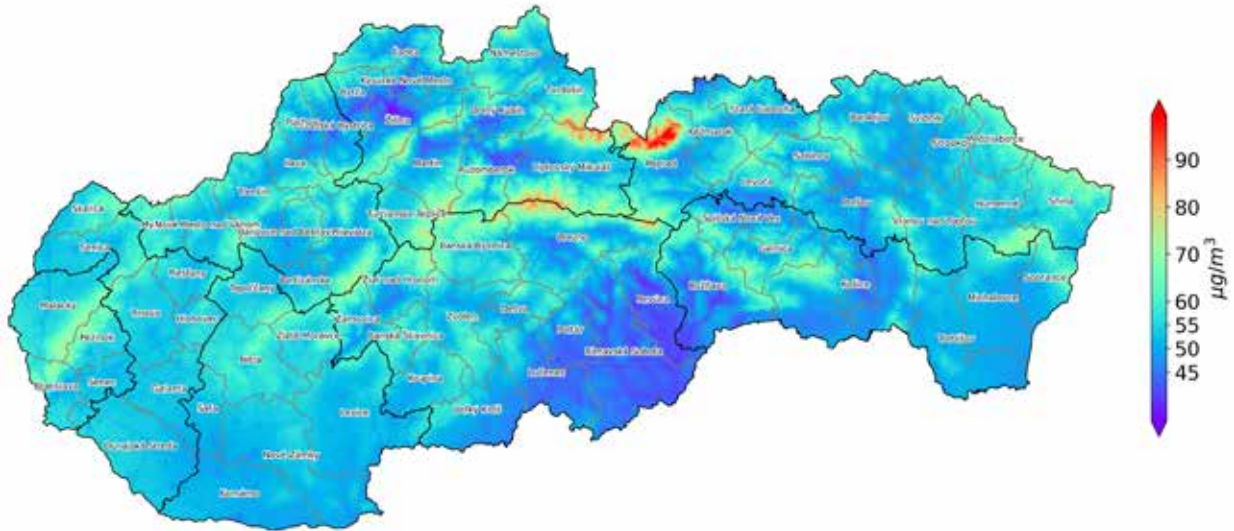 Čadca
Námestovo
Kysucké Nové Mesto
Tvrdošín
Bytča
Dolný Kubín
Stará Ľubovňa
Bardejov
Svidník
Žilina
Kežmarok
Stropkov
Medzilaborce
Púchov
Považská Bystrica
Sabinov
Martin
Ružomberok
Liptovský Mikuláš
Poprad
Ilava
Levoča
Prešov
Humenné
Snina
Trenčín
Vranov nad Topľou
Skalica
Turčianske Teplice
Spišská Nová Ves
Myjava
Nové Mesto nad Váhom
Bánovce nad Bebravou
Prievidza
Banská Bystrica
Brezno
Gelnica
Senica
Piešťany
Partizánske
Topoľčany
Žiar nad Hronom
Sobrance
Rožňava
Košice
Malacky
Trnava
Hlohovec
Žarnovica
Zvolen
Detva
Revúca
Michalovce
Pezinok
Zlaté Moravce
Banská Štiavnica
Poltár
Trebišov
Nitra
Rimavská Sobota
Bratislava
Senec
Galanta
Krupina
Lučenec
Šaľa
Levice
Veľký Krtíš
Dunajská Streda
Nové Zámky
Komárno
90
80
70
60
55
50
45
µg/m³